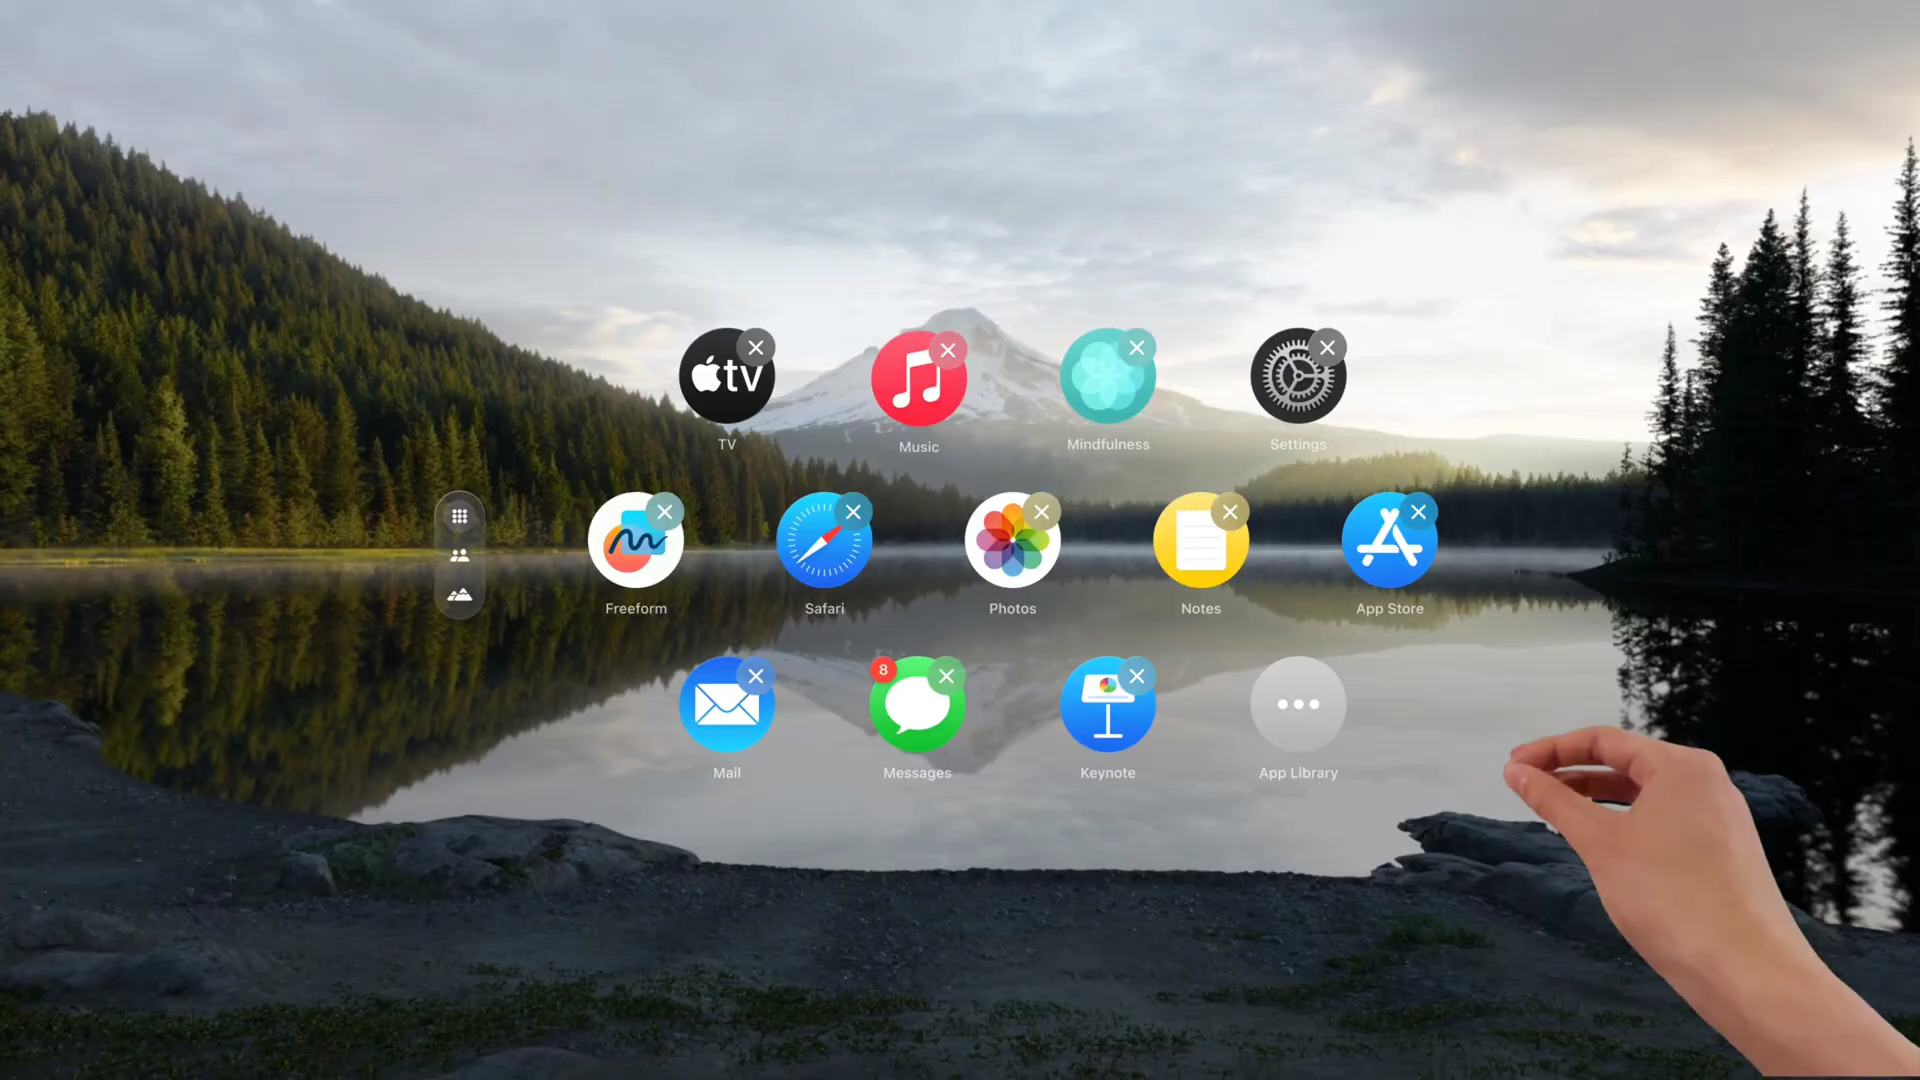 tv
TV
Music
Mindfulness
Settings
Freeform
Safari
Photos
Notes
App Store
8
Mail
Messages
Keynote
App Library